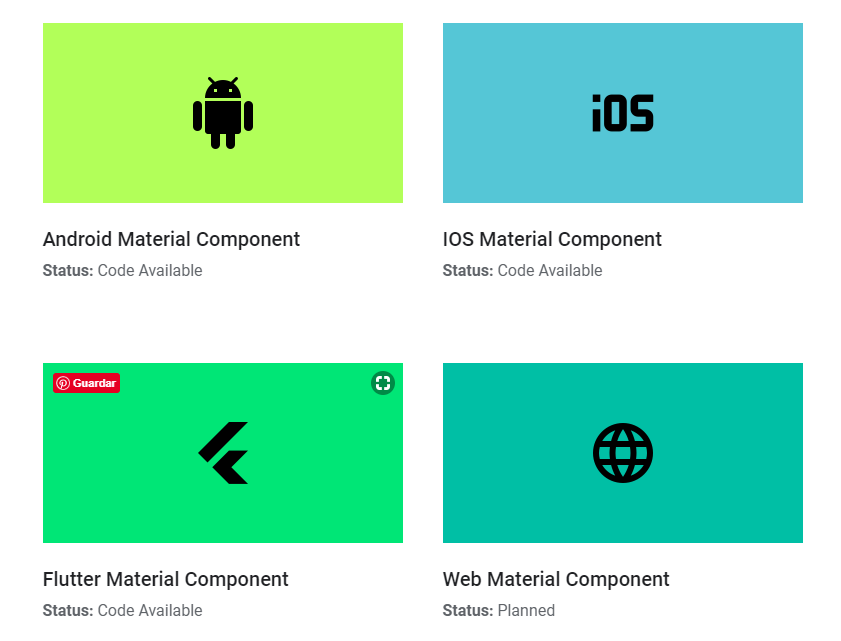 iOS
Android Material Component
Status: Code Available
IOS Material Component
Status: Code Available
Guardar
Flutter Material Component
Status: Code Available
Web Material Component
Status: Planned